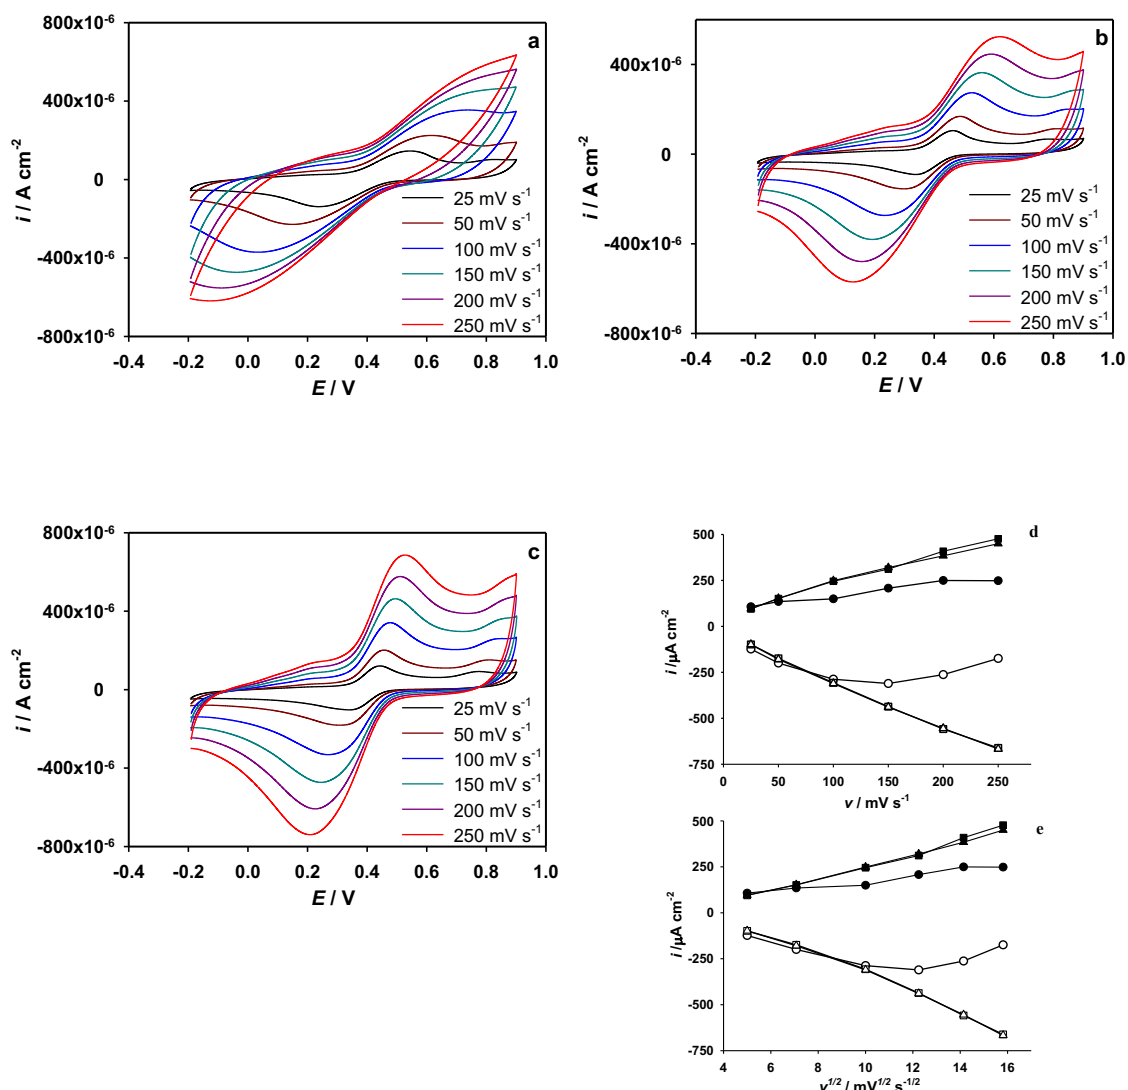 a
800x10-6
400x10-6
0
-400x10-6
-800x10-6
i / A cm-2
25 mV s-1
50 mV s-1
100 mV s-1
150 mV s-1
200 mV s-1
250 mV s-1
-0.4 -0.2 0.0 0.2 0.4 0.6 0.8 1.0
E / V
b
400x10-6
0
-400x10-6
-800x10-6
i / A cm-2
25 mV s-1
50 mV s-1
100 mV s-1
150 mV s-1
200 mV s-1
250 mV s-1
-0.4 -0.2 0.0 0.2 0.4 0.6 0.8 1.0
E / V
c
800x10-6
400x10-6
0
-400x10-6
-800x10-6
i / A cm-2
25 mV s-1
50 mV s-1
100 mV s-1
150 mV s-1
200 mV s-1
250 mV s-1
-0.4 -0.2 0.0 0.2 0.4 0.6 0.8 1.0
E / V
d
500
250
0
-250
-500
-750
i /µA cm-2
0 50 100 150 200 250
v / mV s-1
e
500
250
0
-250
-500
-750
i /µA cm-2
4 6 8 10 12 14 16
v1/2 / mV1/2 s-1/2